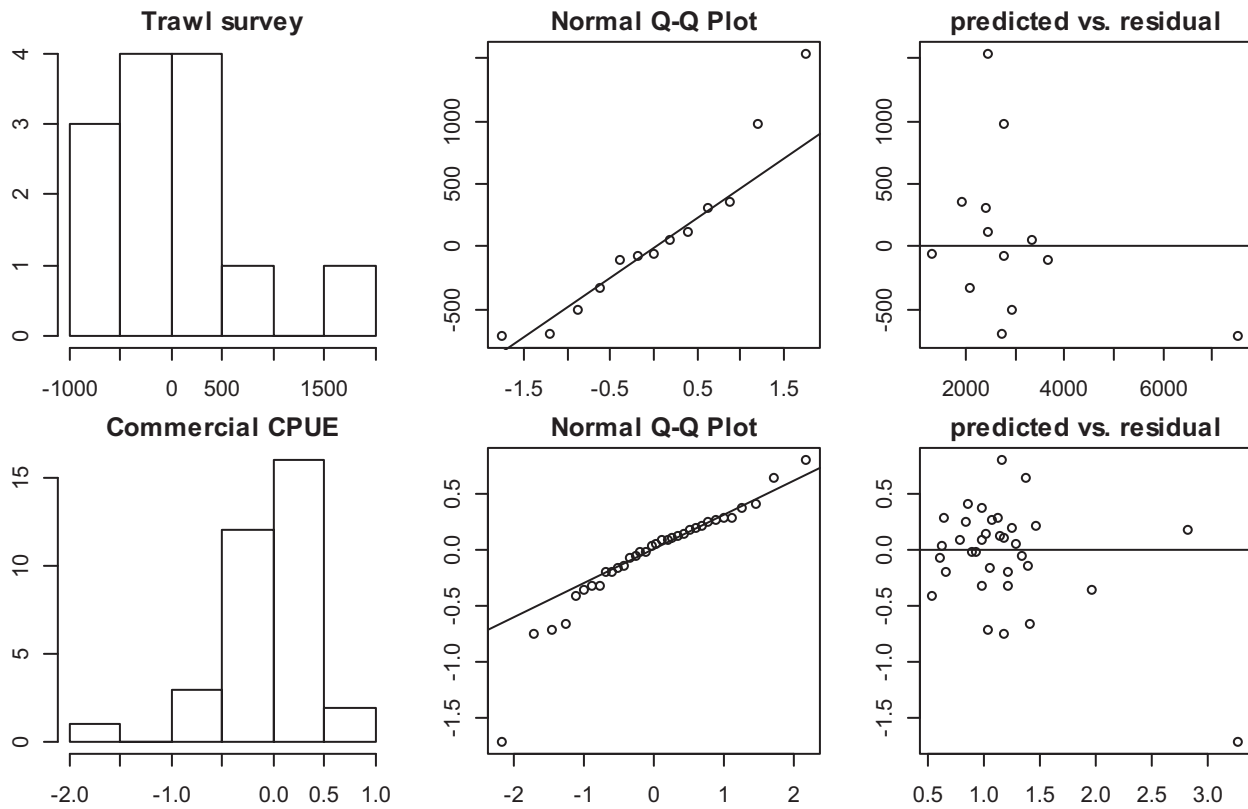 Trawl survey
4
3
2
1
0
-1000 0 500 1500
Normal Q-Q Plot
1000
500
0
-500
-1.5 -0.5 0.5 1.5
predicted vs. residual
1000
500
0
-500
2000 4000 6000
Commercial CPUE
15
10
5
0
-2.0 -1.0 0.0 0.5 1.0
Normal Q-Q Plot
0.5
0.0
-0.5
-1.0
-1.5
-2 -1 0 1 2
predicted vs. residual
0.5
0.0
-0.5
-1.0
-1.5
0.5 1.0 1.5 2.0 2.5 3.0